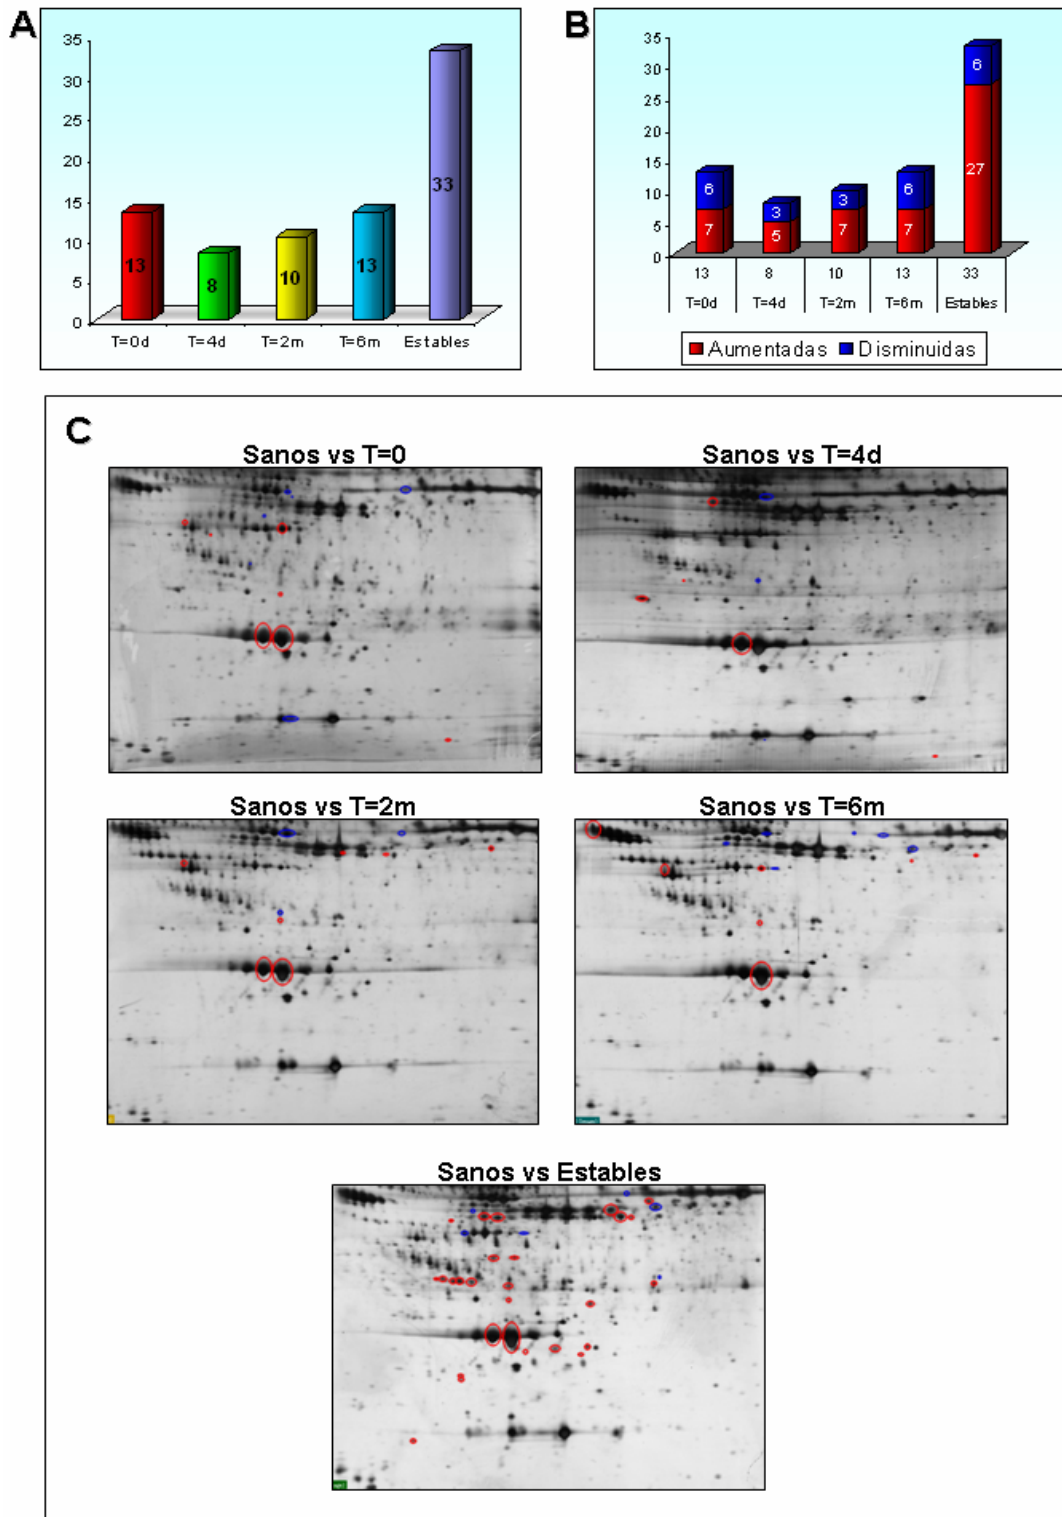 A
35
30
25
20
15
10
5
0
13
8
10
13
33
T=0d T=4d T=2m T=6m Estables
B
35
30
25
20
15
10
5
0
6 3 3 6 6
7 5 7 7 27
13 8 10 13 33
T=0d T=4d T=2m T=6m Estables
Aumentadas Disminuidas
C
Sanos vs T=0
Sanos vs T=4d
Sanos vs T=2m
Sanos vs T=6m
Sanos vs Estables